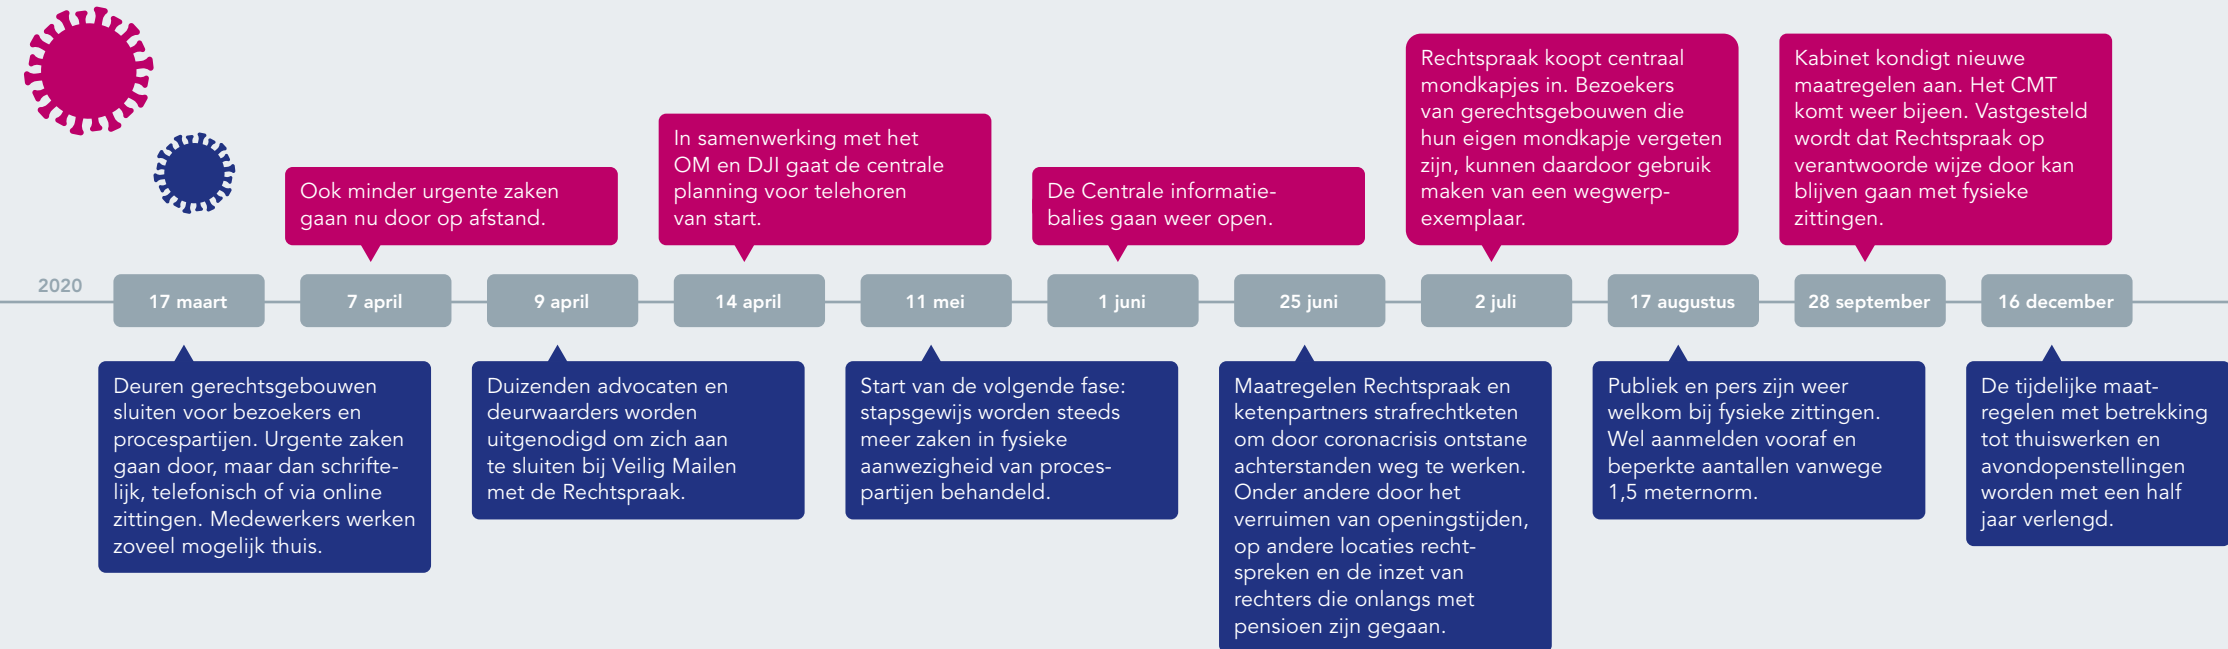 2020
17 maart
Deuren gerechtsgebouwen
sluiten voor bezoekers en
procespartijen. Urgente zaken
gaan door, maar dan schrifte-
lijk, telefonisch of via online
zittingen. Medewerkers werken
zoveel mogelijk thuis.
7 april
Ook minder urgente zaken
gaan nu door op afstand.
9 april
Duizenden advocaten en
deurwaarders worden
uitgenodigd om zich aan
te sluiten bij Veilig Mailen
met de Rechtspraak.
14 april
In samenwerking met het
OM en DJI gaat de centrale
planning voor telehoren
van start.
11 mei
Start van de volgende fase:
stapsgewijs worden steeds
meer zaken in fysieke
aanwezigheid van proces-
partijen behandeld.
1 juni
De Centrale informatie-
balies gaan weer open.
25 juni
Maatregelen Rechtspraak en
ketenpartners strafrechtketen
om door coronacrisis ontstane
achterstanden weg te werken.
Onder andere door het
verruimen van openingstijden,
op andere locaties recht-
spreken en de inzet van
rechters die onlangs met
pensioen zijn gegaan.
2 juli
Rechtspraak koopt centraal
mondkapjes in. Bezoekers
van gerechtsgebouwen die
hun eigen mondkapje vergeten
zijn, kunnen daardoor gebruik
maken van een wegwerp-
exemplaar.
17 augustus
Publiek en pers zijn weer
welkom bij fysieke zittingen.
Wel aanmelden vooraf en
beperkte aantallen vanwege
1,5 meternorm.
28 september
Kabinet kondigt nieuwe
maatregelen aan. Het CMT
komt weer bijeen. Vastgesteld
wordt dat Rechtspraak op
verantwoorde wijze door kan
blijven gaan met fysieke
zittingen.
16 december
De tijdelijke maat-
regelen met betrekking
tot thuiswerken en
avondopenstellingen
worden met een half
jaar verlengd.